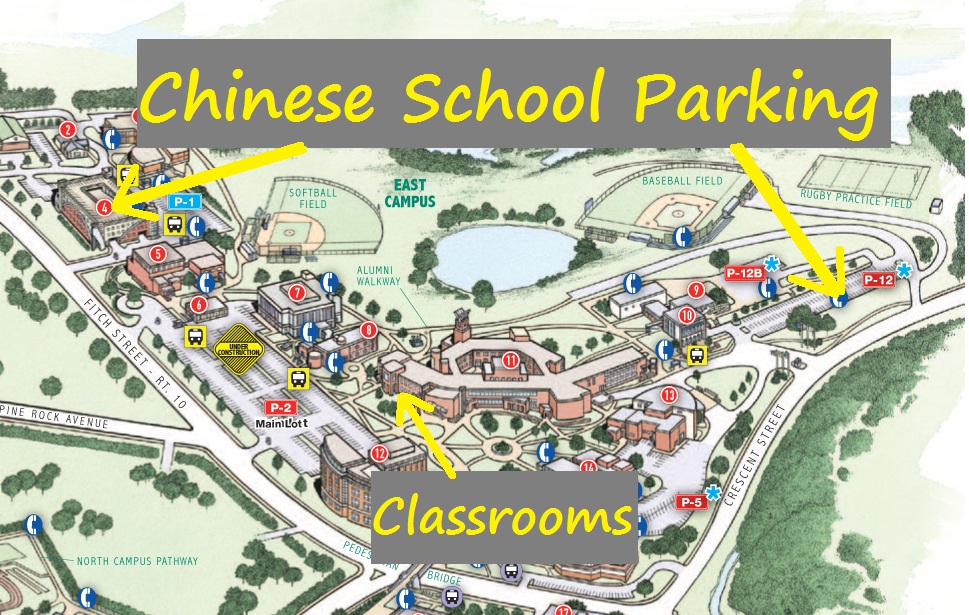 Chinese School Parking
2
4
P-1
5
SOFTBALL
FIELD
EAST
CAMPUS
BASEBALL FIELD
RUGBY PRACTICE FIELD
ALUMNI
WALKWAY
P-12B
P-12
6
7
8
9
10
11
FITCH STREET - RT. 10
UNDER
CONSTRUCTION
PINE ROCK AVENUE
P-2
Main Lott
12
13
14
CRESCENT STREET
P-5
Classrooms
NORTH CAMPUS PATHWAY
BRIDGE